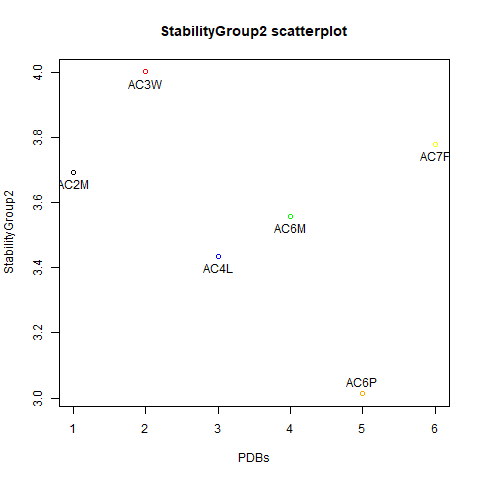 StabilityGroup2 scatterplot
StabilityGroup2
4.0
3.8
3.6
3.4
3.2
3.0
AC3W
AC7F
AC2M
AC6M
AC4L
AC6P
1 2 3 4 5 6
PDBs